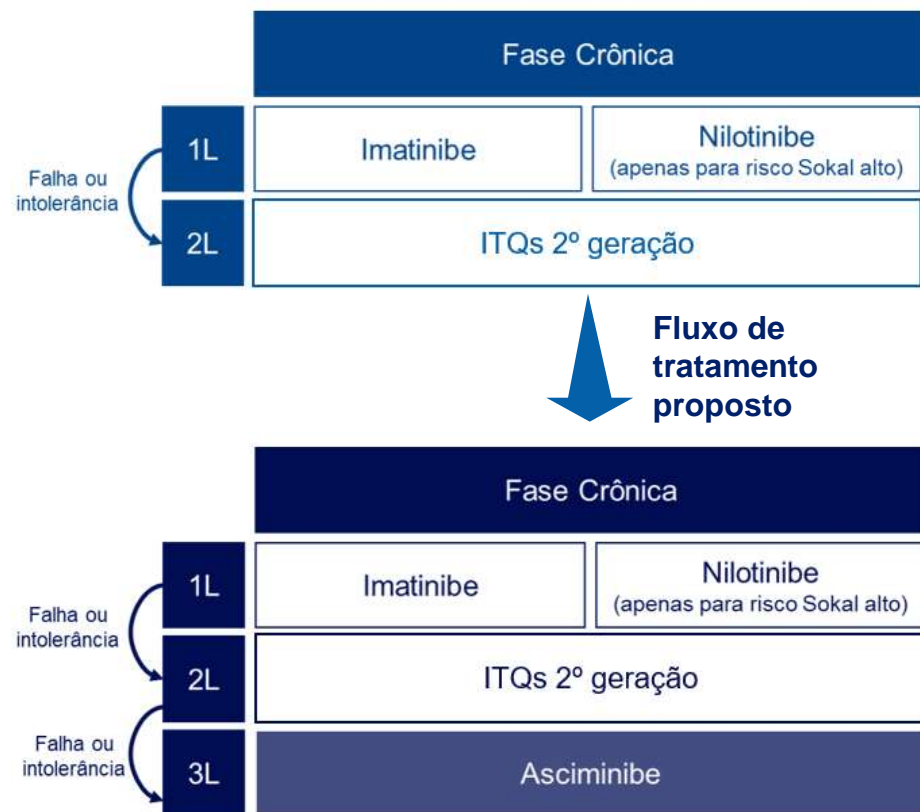 Fase Crônica
1L
Imatinibe
Nilotinibe
(apenas para risco Sokal alto)
Falha ou
intolerância
2L
ITQs 2º geração
Fluxo de
tratamento
proposto
Fase Crônica
1L
Imatinibe
Nilotinibe
(apenas para risco Sokal alto)
Falha ou
intolerância
2L
ITQs 2º geração
Falha ou
intolerância
3L
Asciminibe